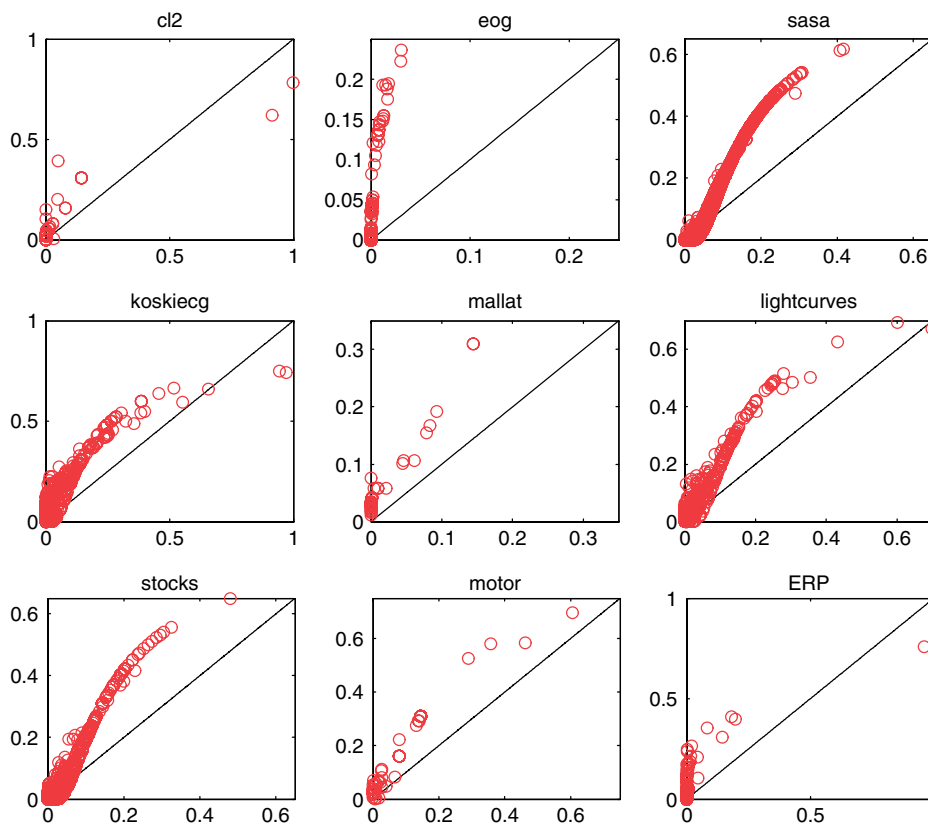 cl2 eog sasa
1 0.2 0.6
0.15 0.4
0.5 0.1 0.2
0.05
0 0 0
0 0.5 1 0 0.1 0.2 0 0.2 0.4 0.6
koskiecg mallat lightcurves
1 0.3 0.6
0.5 0.2 0.4
0.1 0.2
0 0 0
0 0.5 1 0 0.1 0.2 0.3 0 0.2 0.4 0.6
stocks motor ERP
0.6 0.6 1
0.4 0.4 0.5
0.2 0.2
0 0 0
0 0.2 0.4 0.6 0 0.2 0.4 0.6 0 0.5